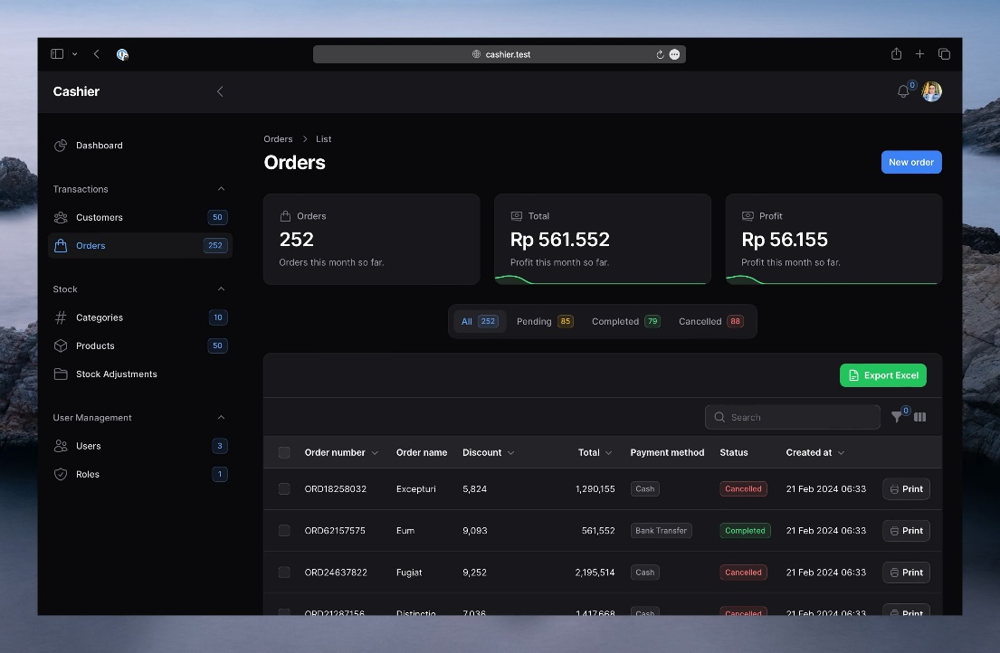 cashier.test
Cashier
0
Dashboard
Transactions
Customers 50
Orders 252
Stock
Categories 10
Products 50
Stock Adjustments
User Management
Users 3
Roles 1
Orders > List
Orders
New order
Orders
252
Orders this month so far.
Total
Rp 561.552
Profit this month so far.
Profit
Rp 56.155
Profit this month so far.
All 252 Pending 85 Completed 79 Cancelled 88
Export Excel
Search
0
Order number Order name Discount Total Payment method Status Created at
ORD18258032 Excepturi 5,824 1,290,155 Cash Cancelled 21 Feb 2024 06:33 Print
ORD62157575 Eum 9,093 561,552 Bank Transfer Completed 21 Feb 2024 06:33 Print
ORD24637822 Fugiat 9,252 2,195,514 Cash Cancelled 21 Feb 2024 06:33 Print
ORD21287156 Distinctio 7,036 1,417,668 Cash Cancelled 21 Feb 2024 06:33 Print